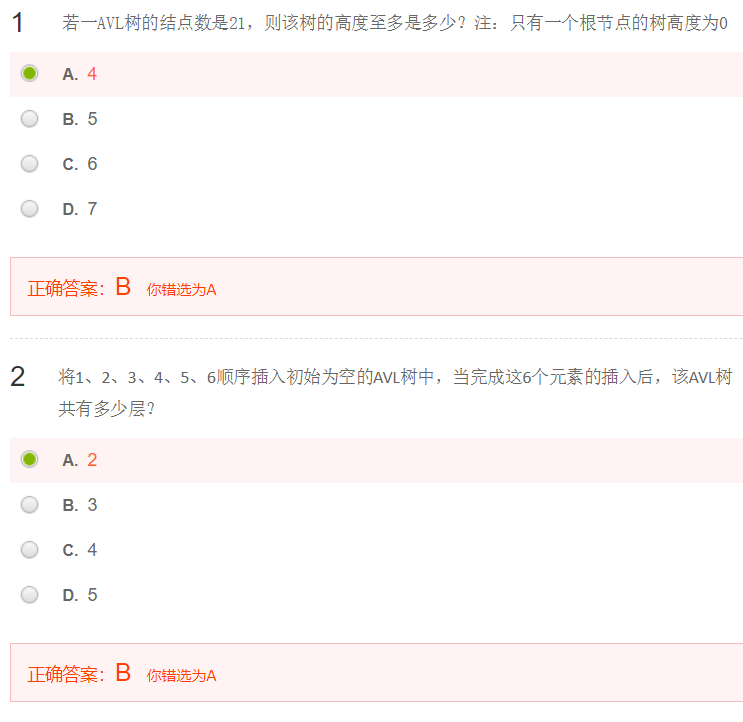 1 若一AVL树的结点数是21，则该树的高度至多是多少？注：只有一个根节点的树高度为0
A. 4
B. 5
C. 6
D. 7
正确答案：B 你错选为A
2 将1、2、3、4、5、6顺序插入初始为空的AVL树中，当完成这6个元素的插入后，该AVL树
共有多少层？
A. 2
B. 3
C. 4
D. 5
正确答案：B 你错选为A